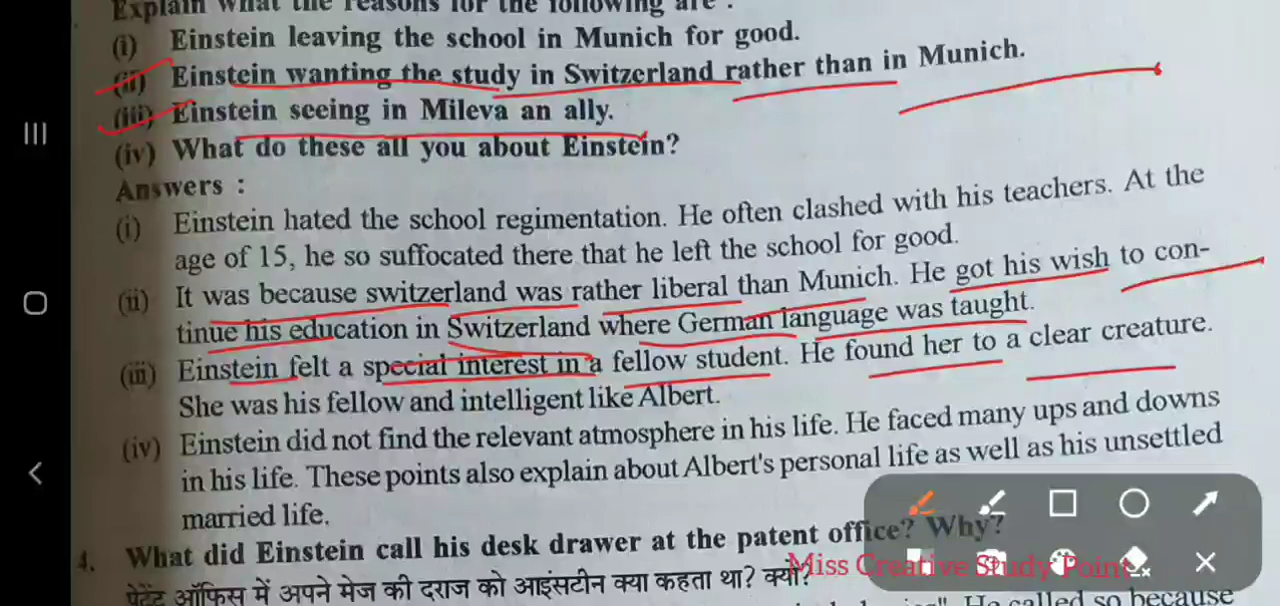 Explain what the reasons for the following are :
(i) Einstein leaving the school in Munich for good.
(ii) Einstein wanting the study in Switzerland rather than in Munich.
(iii) Einstein seeing in Mileva an ally.
(iv) What do these all you about Einstein?
Answers :
(i) Einstein hated the school regimentation. He often clashed with his teachers. At the
age of 15, he so suffocated there that he left the school for good.
(ii) It was because switzerland was rather liberal than Munich. He got his wish to con-
tinue his education in Switzerland where German language was taught.
(iii) Einstein felt a special interest in a fellow student. He found her to a clear creature.
She was his fellow and intelligent like Albert.
(iv) Einstein did not find the relevant atmosphere in his life. He faced many ups and downs
in his life. These points also explain about Albert's personal life as well as his unsettled
married life.
4. What did Einstein call his desk drawer at the patent office? Why?
पेटेंट ऑफिस में अपने मेज की दराज को आइंसटीन क्या कहता था? क्यों?
Miss Creative Study Point
He called so because